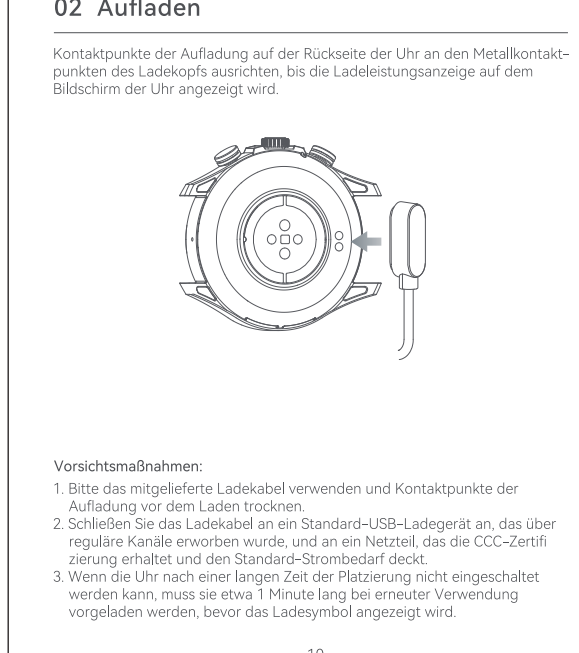 02 Aufladen
Kontaktpunkte der Aufladung auf der Rückseite der Uhr an den Metallkontakt-
punkten des Ladekopfs ausrichten, bis die Ladeleistungsanzeige auf dem
Bildschirm der Uhr angezeigt wird.
Vorsichtsmaßnahmen:
1. Bitte das mitgelieferte Ladekabel verwenden und Kontaktpunkte der
Aufladung vor dem Laden trocknen.
2. Schließen Sie das Ladekabel an ein Standard-USB-Ladegerät an, das über
reguläre Kanäle erworben wurde, und an ein Netzteil, das die CCC-Zertifi
zierung erhaltet und den Standard-Strombedarf deckt.
3. Wenn die Uhr nach einer langen Zeit der Platzierung nicht eingeschaltet
werden kann, muss sie etwa 1 Minute lang bei erneuter Verwendung
vorgeladen werden, bevor das Ladesymbol angezeigt wird.